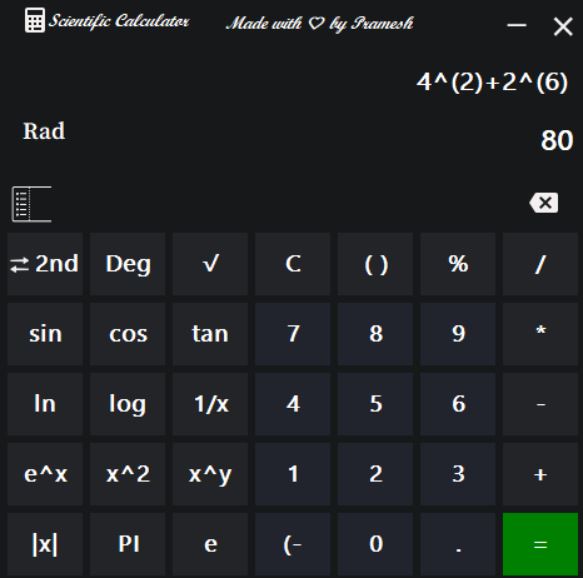 Scientific Calculator Made with ♡ by Pramesh
4^(2)+2^(6)
Rad
80
⇄ 2nd Deg √ C ( ) % /
sin cos tan 7 8 9 *
ln log 1/x 4 5 6 -
e^x x^2 x^y 1 2 3 +
|x| PI e (- 0 . =